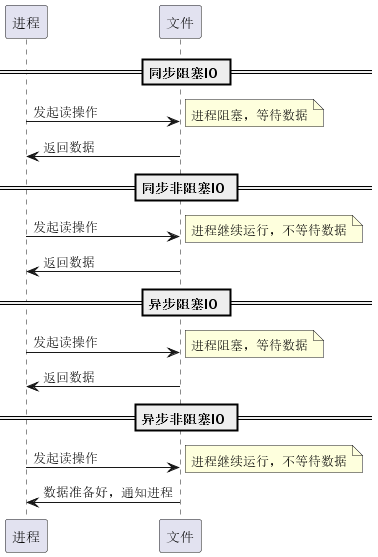 进程 文件
同步阻塞IO
发起读操作 进程阻塞，等待数据
返回数据
同步非阻塞IO
发起读操作 进程继续运行，不等待数据
返回数据
异步阻塞IO
发起读操作 进程阻塞，等待数据
返回数据
异步非阻塞IO
发起读操作 进程继续运行，不等待数据
数据准备好，通知进程
进程 文件